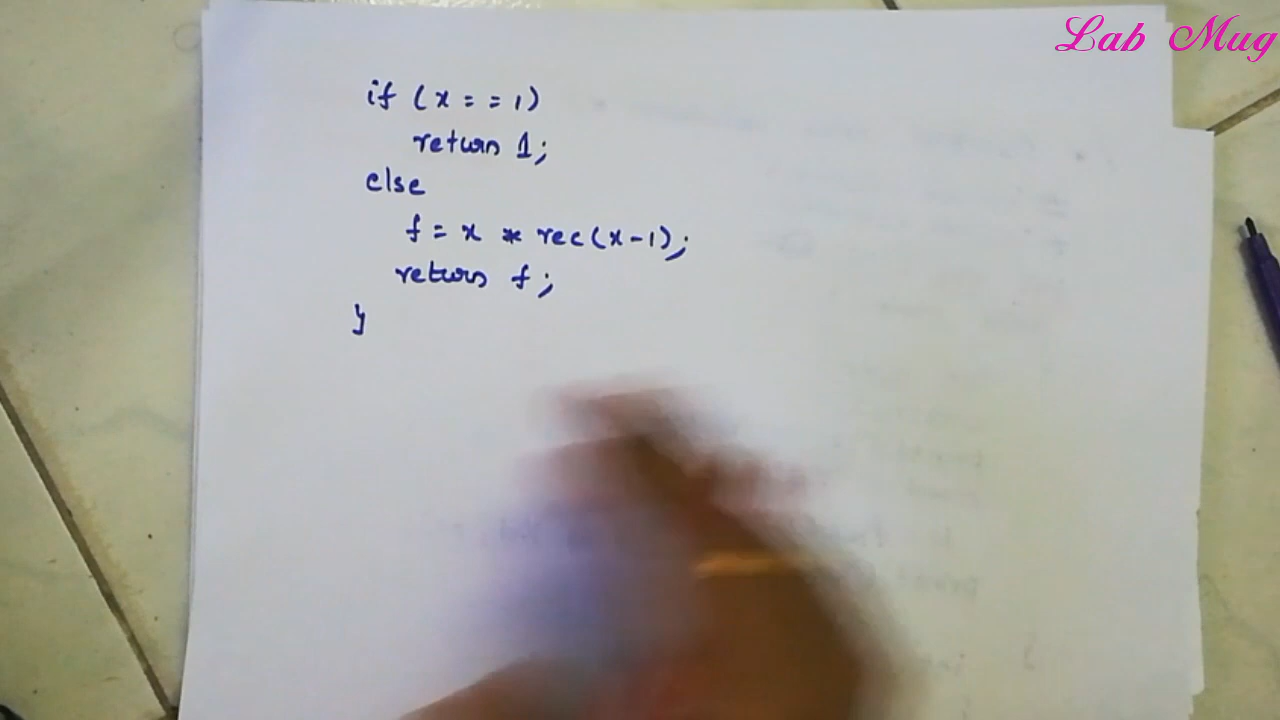 Lab Mug
if (x = = 1)
return 1;
else
f = x * rec(x-1);
return f;
}